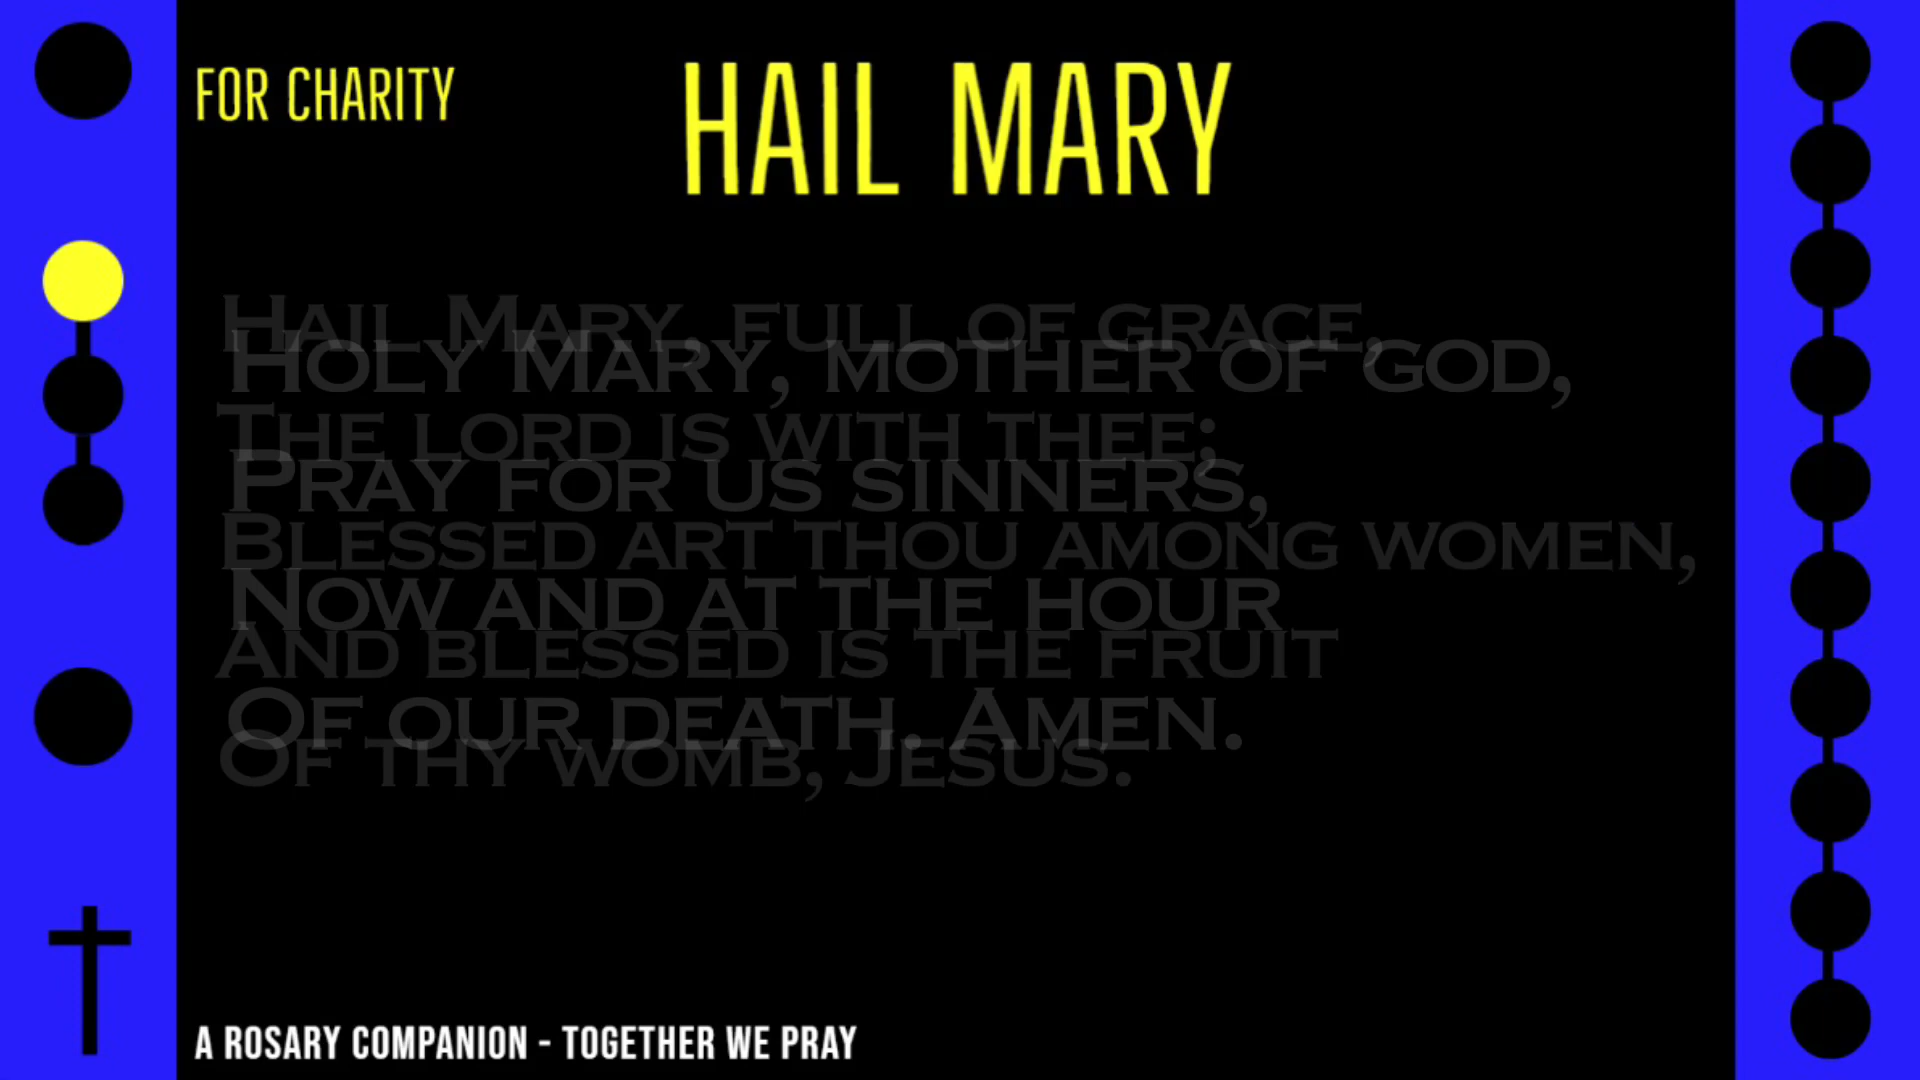 FOR CHARITY
HAIL MARY
Hail Mary, full of grace,
The lord is with thee;
Blessed art thou among women,
And blessed is the fruit
Of thy womb, Jesus.
Holy Mary, mother of god,
Pray for us sinners,
Now and at the hour
Of our death. Amen.
A ROSARY COMPANION - TOGETHER WE PRAY